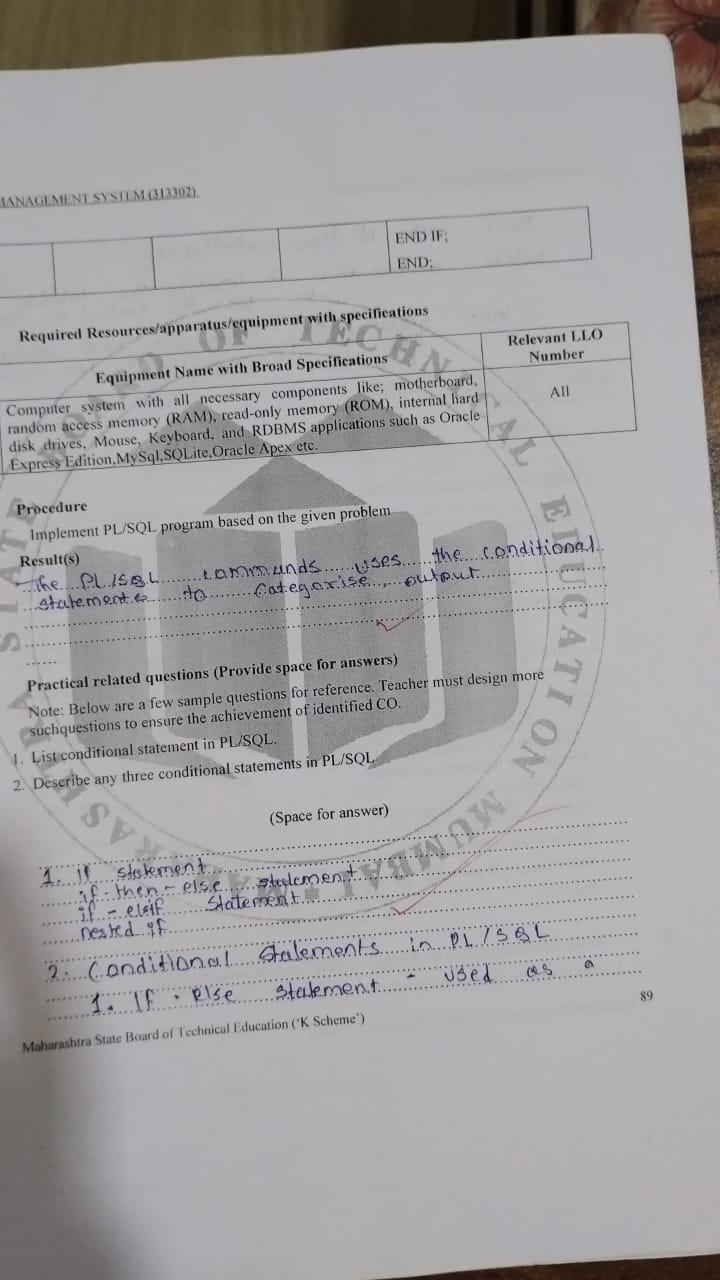 MANAGEMENT SYSTEM (313302)
END IF;
END;
Required Resources/apparatus/equipment with specifications
Equipment Name with Broad Specifications
Relevant LLO
Number
Computer system with all necessary components like; motherboard,
random access memory (RAM), read-only memory (ROM), internal hard
disk drives, Mouse, Keyboard, and RDBMS applications such as Oracle
Express Edition,MySql,SQLite,Oracle Apex etc.
All
Procedure
Implement PL/SQL program based on the given problem
Result(s)
The PL/SQL commands uses the conditional
statements to categorise output
Practical related questions (Provide space for answers)
Note: Below are a few sample questions for reference. Teacher must design more
suchquestions to ensure the achievement of identified CO.
1. List conditional statement in PL/SQL.
2. Describe any three conditional statements in PL/SQL
(Space for answer)
1. if statement
if-then-else statement
if-elsif statement
nested if
2. Conditional statements in PL/SQL
1. If-else statement - used as a
Maharashtra State Board of Technical Education ('K Scheme')
89
STATE BOARD OF TECHNICAL EDUCATION MUMBAI